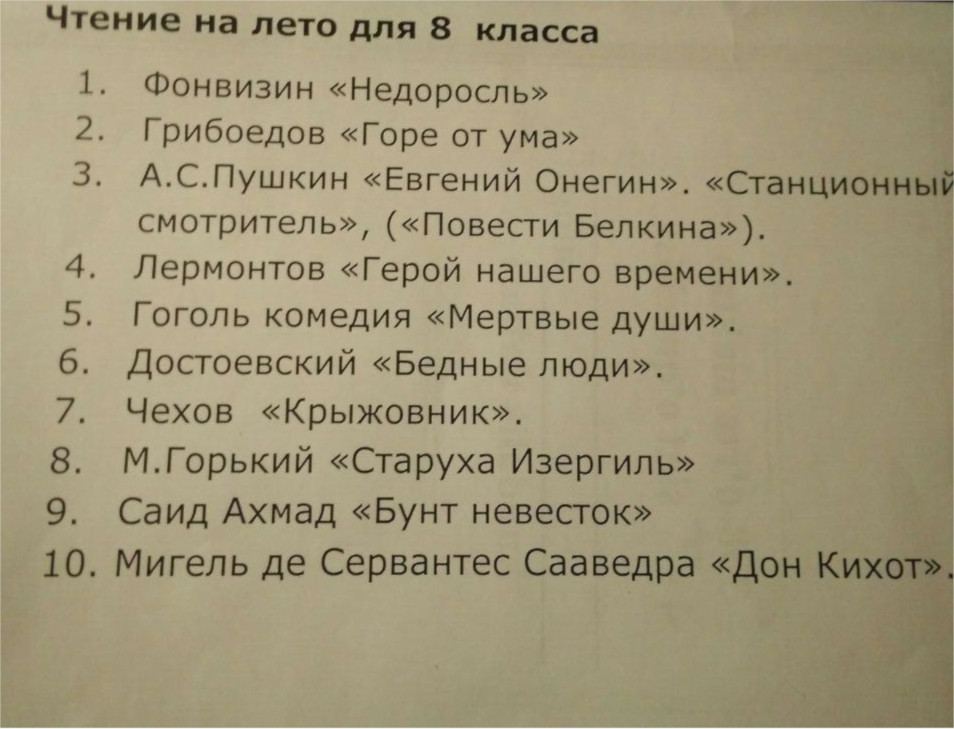 Чтение на лето для 8 класса
1. Фонвизин «Недоросль»
2. Грибоедов «Горе от ума»
3. А.С.Пушкин «Евгений Онегин». «Станционный
смотритель», («Повести Белкина»).
4. Лермонтов «Герой нашего времени».
5. Гоголь комедия «Мертвые души».
6. Достоевский «Бедные люди».
7. Чехов «Крыжовник».
8. М.Горький «Старуха Изергиль»
9. Саид Ахмад «Бунт невесток»
10. Мигель де Сервантес Сааведра «Дон Кихот».